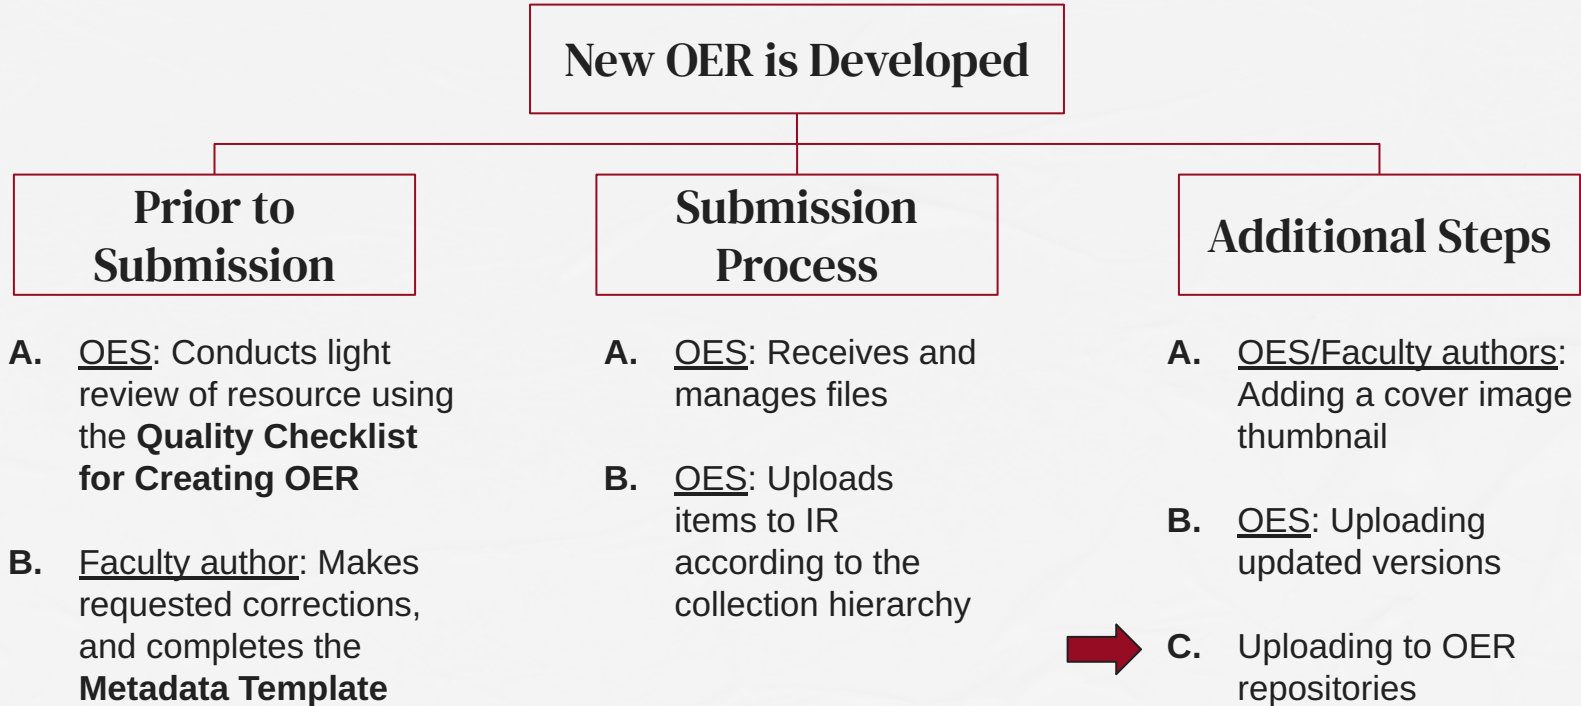 New OER is Developed
Prior to
Submission
A. OES: Conducts light
review of resource using
the Quality Checklist
for Creating OER
B. Faculty author: Makes
requested corrections,
and completes the
Metadata Template
Submission
Process
A. OES: Receives and
manages files
B. OES: Uploads
items to IR
according to the
collection hierarchy
Additional Steps
A. OES/Faculty authors:
Adding a cover image
thumbnail
B. OES: Uploading
updated versions
C. Uploading to OER
repositories